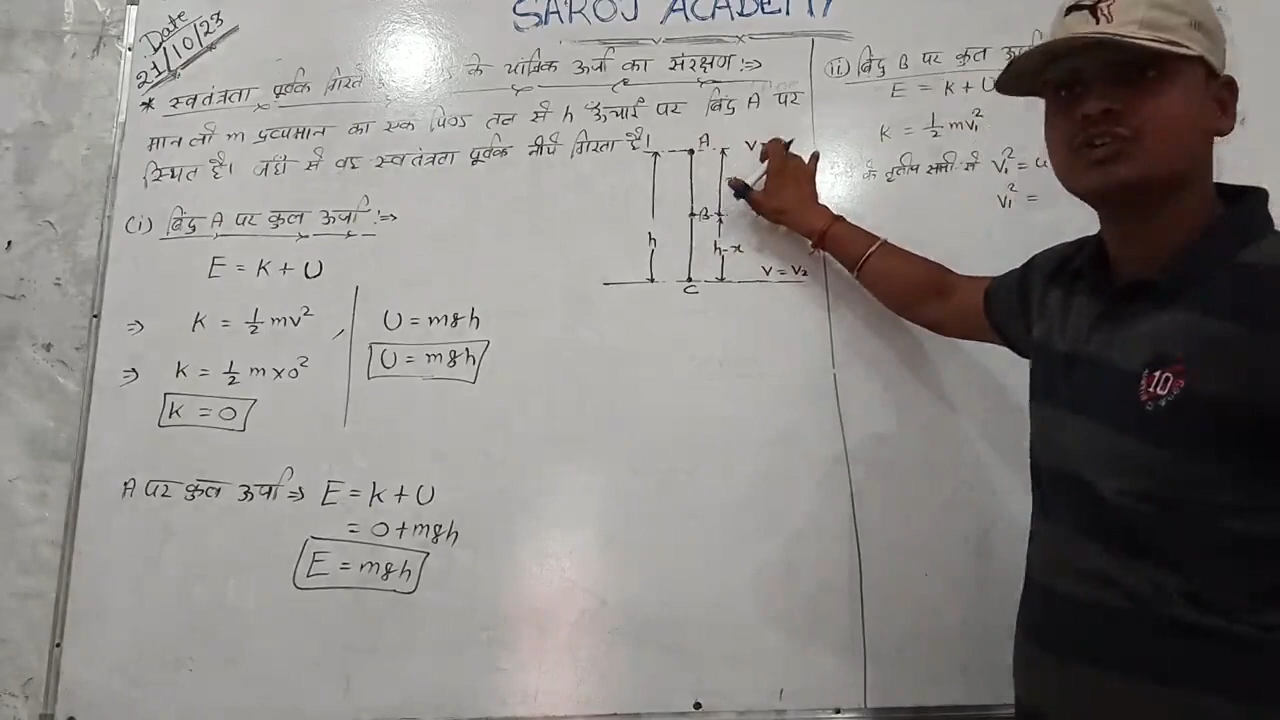 SAROJ ACADEMY
Date
21/10/23
* स्वतंत्रता पूर्वक गिरते के यांत्रिक ऊर्जा का संरक्षण :⇒
मान लो m द्रव्यमान का एक पिण्ड तल से h ऊँचाई पर बिंदु A पर
स्थित है। जहाँ से वह स्वतंत्रता पूर्वक नीचे गिरता है।
(i) बिंदु A पर कुल ऊर्जा :⇒
E = K + U
⇒ K = ½ mv² , U = mgh
⇒ K = ½ m×0² U = mgh
K = 0
A पर कुल ऊर्जा ⇒ E = K + U
= 0 + mgh
E = mgh
A V
B
h h-x
V = V₂
C
ii) बिंदु B पर कुल
E = K + U
K = ½ mv₁²
के तृतीय समी से V₁² = u
V₁² =
10